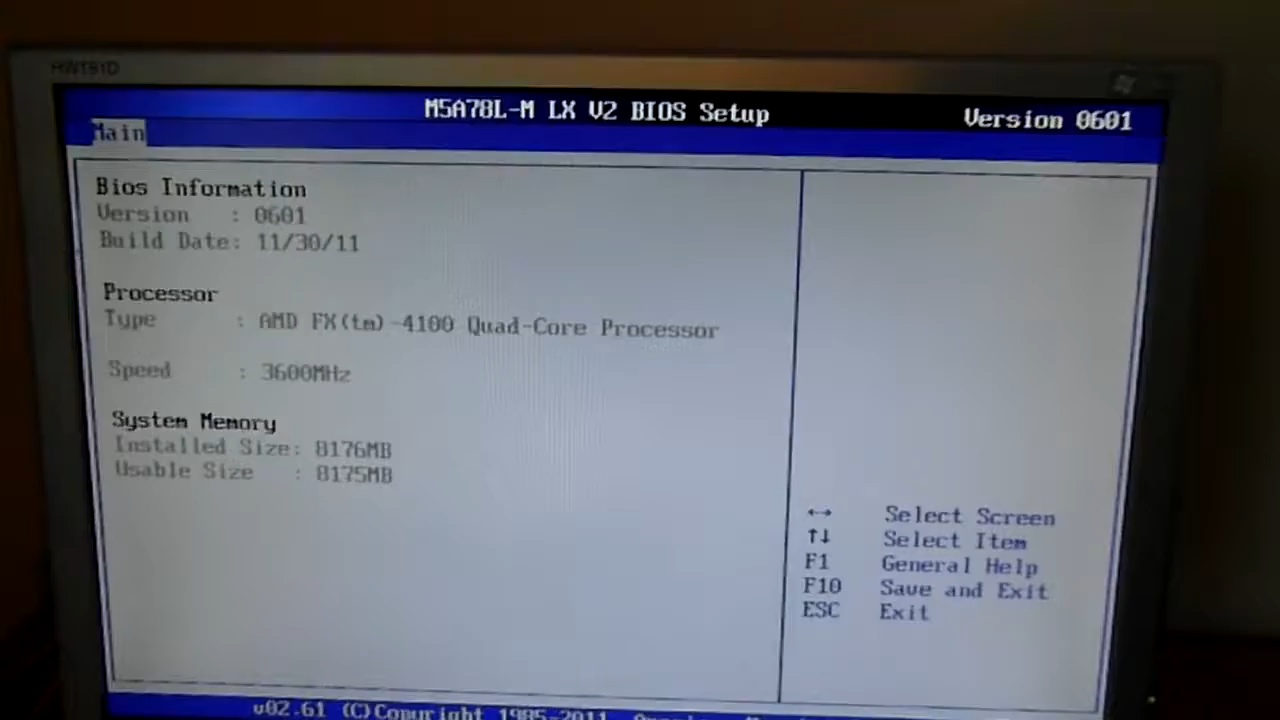 HW191D
M5A78L-M LX V2 BIOS Setup
Version 0601
Main
Bios Information
Version : 0601
Build Date: 11/30/11
Processor
Type : AMD FX(tm)-4100 Quad-Core Processor
Speed : 3600MHz
System Memory
Installed Size: 8176MB
Usable Size : 8175MB
↔ Select Screen
↑↓ Select Item
F1 General Help
F10 Save and Exit
ESC Exit
v02.61 (C)Copyright 1985-2011,